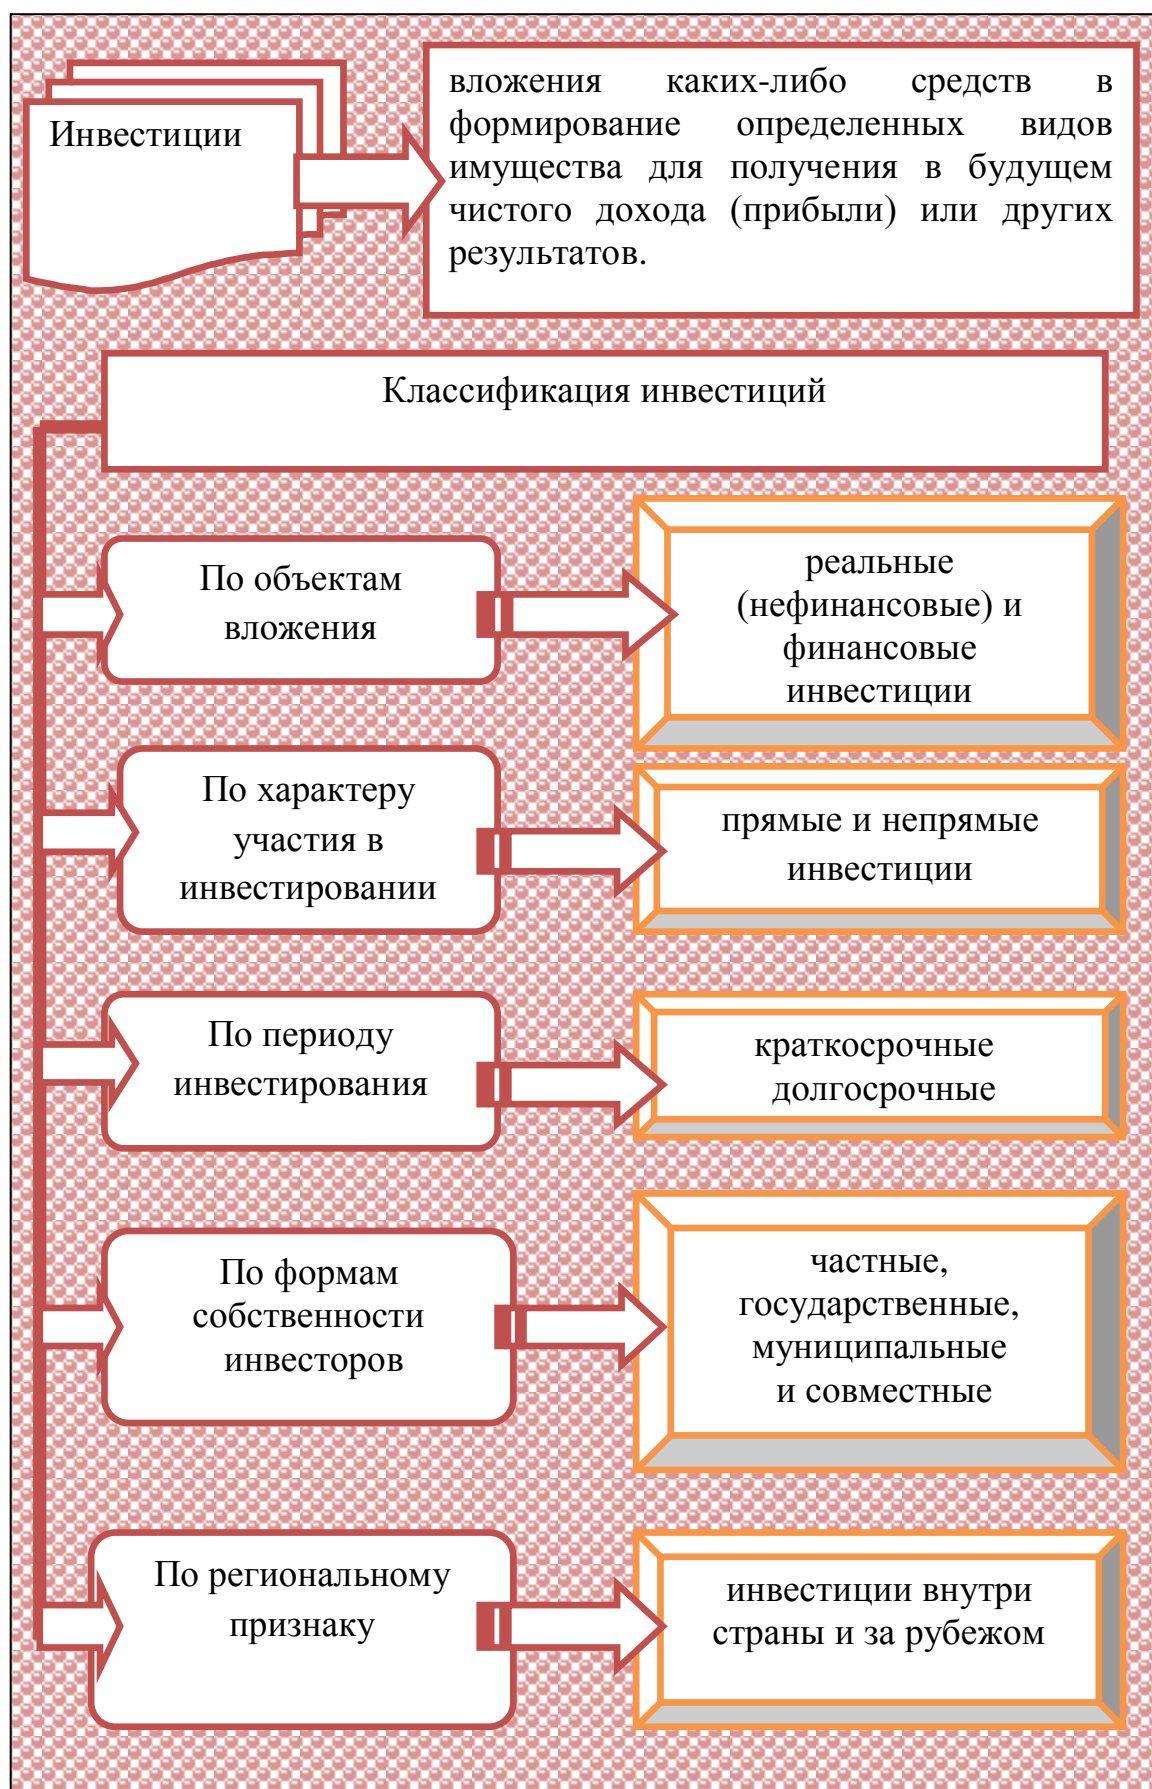 Инвестиции
вложения каких-либо средств в
формирование определенных видов
имущества для получения в будущем
чистого дохода (прибыли) или других
результатов.
Классификация инвестиций
По объектам
вложения
реальные
(нефинансовые) и
финансовые
инвестиции
По характеру
участия в
инвестировании
прямые и непрямые
инвестиции
По периоду
инвестирования
краткосрочные
долгосрочные
По формам
собственности
инвесторов
частные,
государственные,
муниципальные
и совместные
По региональному
признаку
инвестиции внутри
страны и за рубежом